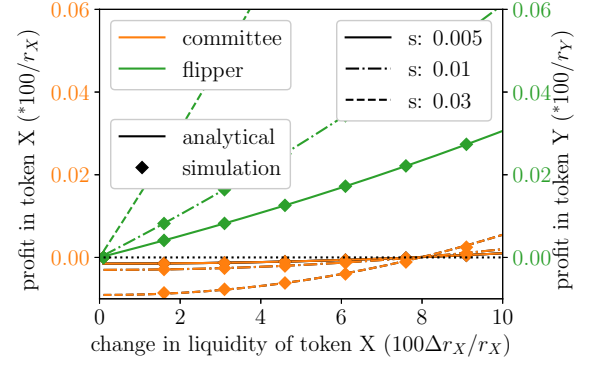 committee
flipper
analytical
simulation
s: 0.005
s: 0.01
s: 0.03
0.06
0.04
0.02
0.00
profit in token X (*100/r_X)
0.06
0.04
0.02
0.00
profit in token Y (*100/r_Y)
0 2 4 6 8 10
change in liquidity of token X (100Δr_X/r_X)